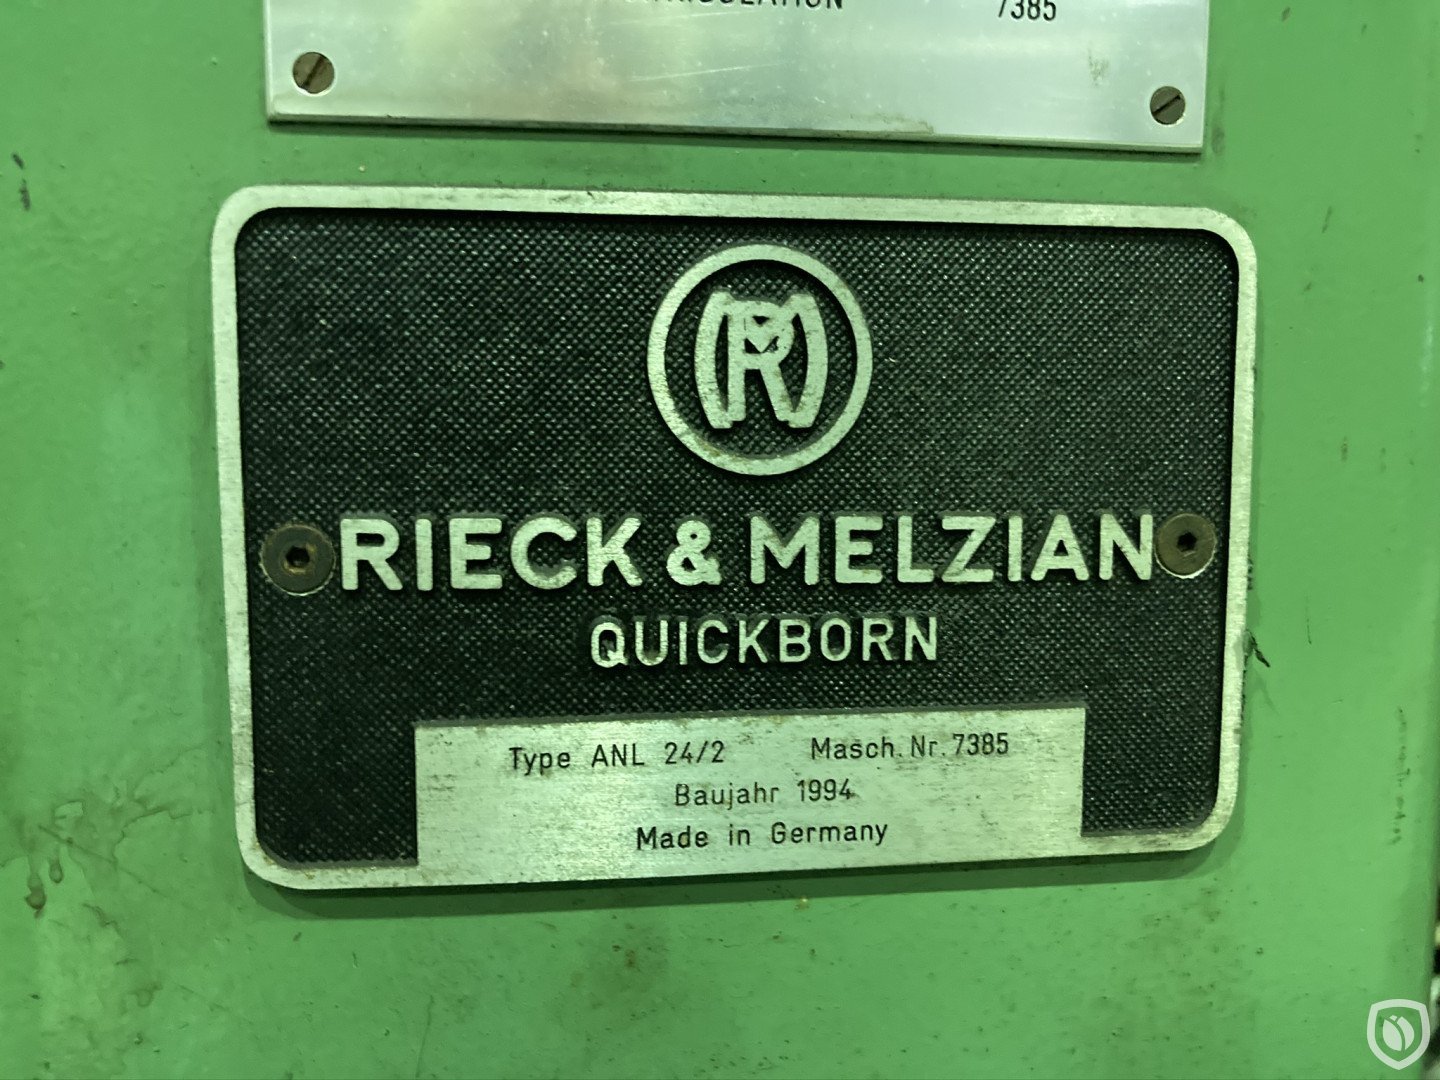 7385
RM
RIECK & MELZIAN
QUICKBORN
Type ANL 24/2 Masch. Nr. 7385
Baujahr 1994
Made in Germany